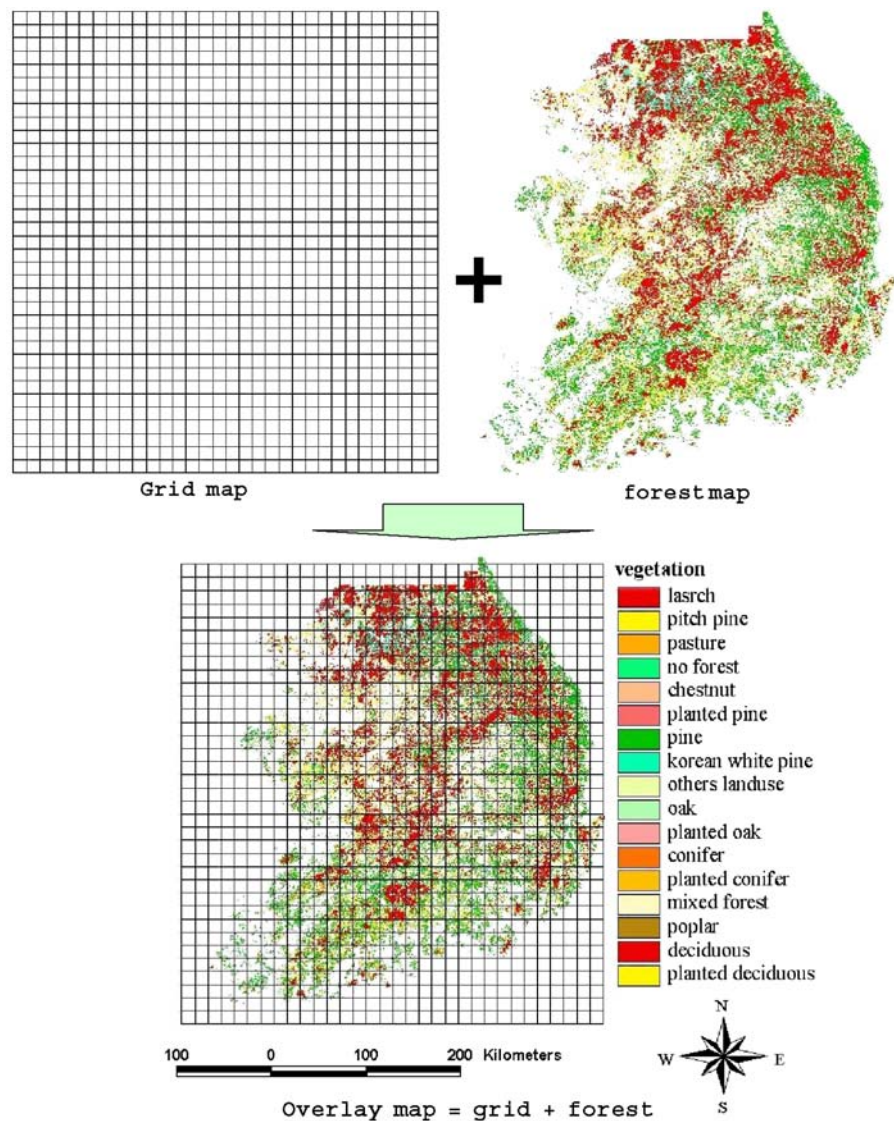 Grid map
forest map
vegetation
lasrch
pitch pine
pasture
no forest
chestnut
planted pine
pine
korean white pine
others landuse
oak
planted oak
conifer
planted conifer
mixed forest
poplar
deciduous
planted deciduous
N
W E
S
100 0 100 200 Kilometers
Overlay map = grid + forest